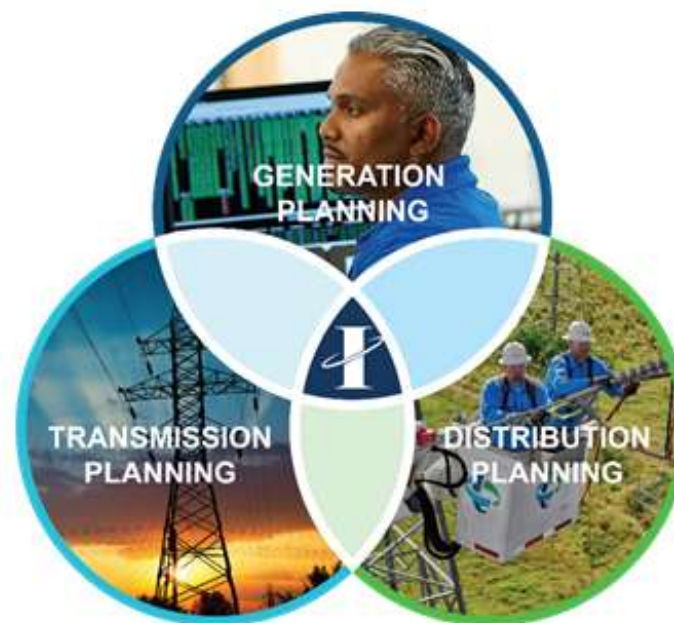 GENERATION
PLANNING
I
TRANSMISSION
PLANNING
DISTRIBUTION
PLANNING